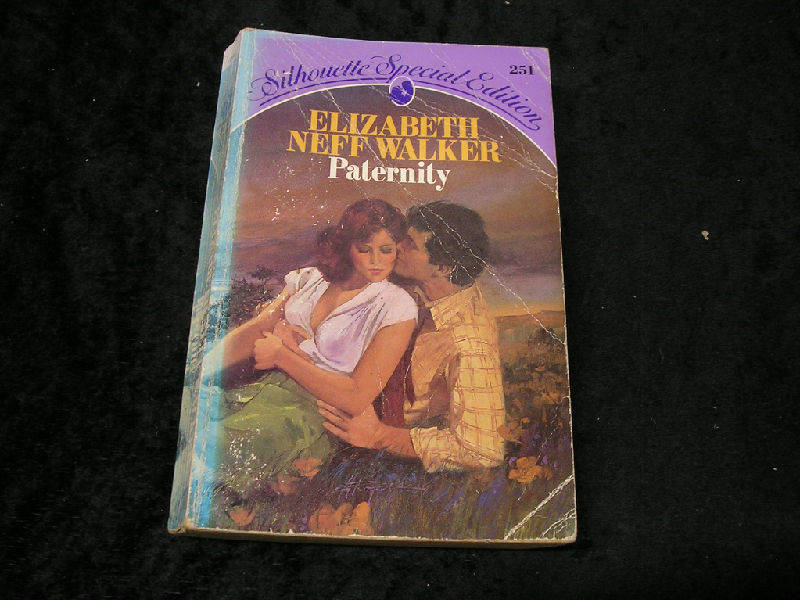 Silhouette Special Edition
251
ELIZABETH
NEFF WALKER
Paternity